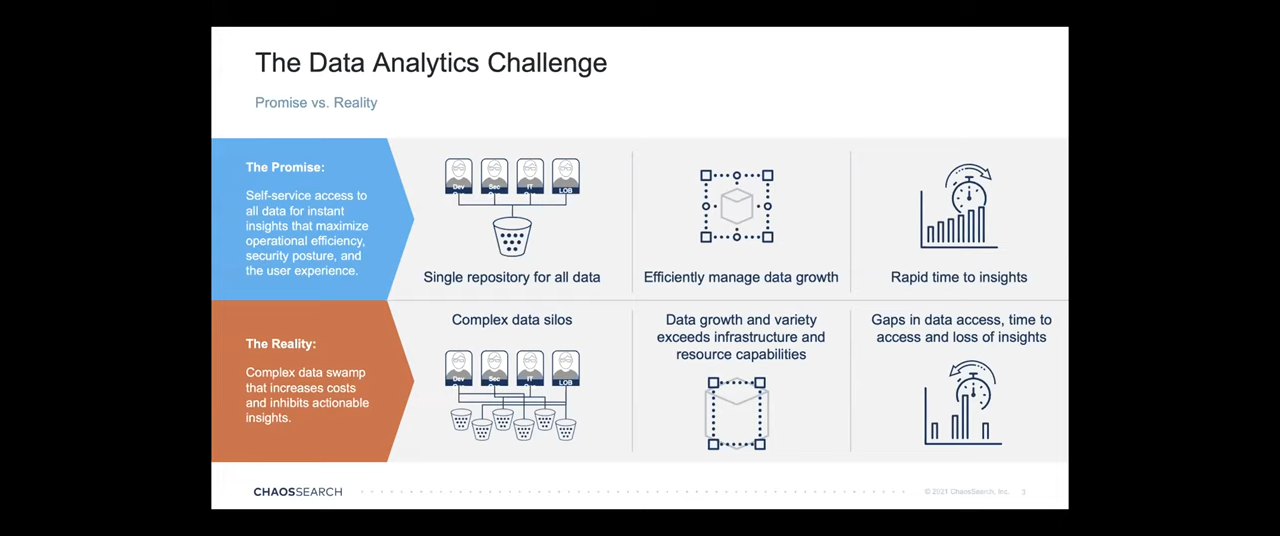 The Data Analytics Challenge
Promise vs. Reality
The Promise:
Self-service access to
all data for instant
insights that maximize
operational efficiency,
security posture, and
the user experience.
Dev
Sec
IT
LOB
Single repository for all data
Efficiently manage data growth
Rapid time to insights
The Reality:
Complex data swamp
that increases costs
and inhibits actionable
insights.
Complex data silos
Dev
Sec
IT
LOB
Data growth and variety
exceeds infrastructure and
resource capabilities
Gaps in data access, time to
access and loss of insights
CHAOSSEARCH
© 2021 ChaosSearch, Inc.
3